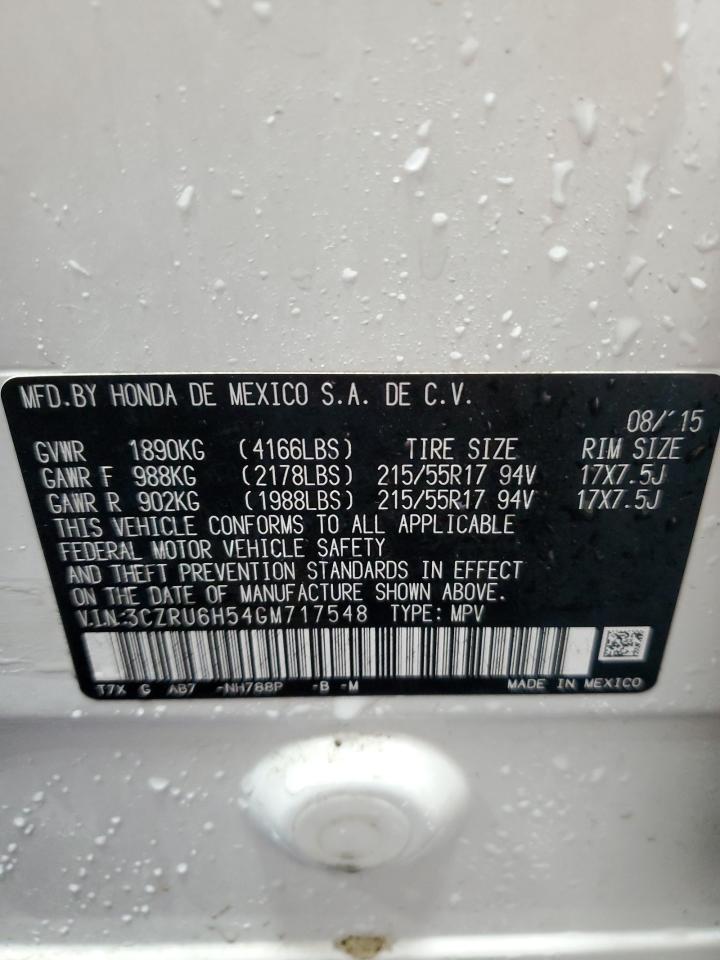 MFD.BY HONDA DE MEXICO S.A. DE C.V.
08/'15
GVWR 1890KG (4166LBS) TIRE SIZE RIM SIZE
GAWR F 988KG (2178LBS) 215/55R17 94V 17X7.5J
GAWR R 902KG (1988LBS) 215/55R17 94V 17X7.5J
THIS VEHICLE CONFORMS TO ALL APPLICABLE
FEDERAL MOTOR VEHICLE SAFETY
AND THEFT PREVENTION STANDARDS IN EFFECT
ON THE DATE OF MANUFACTURE SHOWN ABOVE.
V.I.N:3CZRU6H54GM717548 TYPE: MPV
T7X G AB7 -NH788P -B -M MADE IN MEXICO